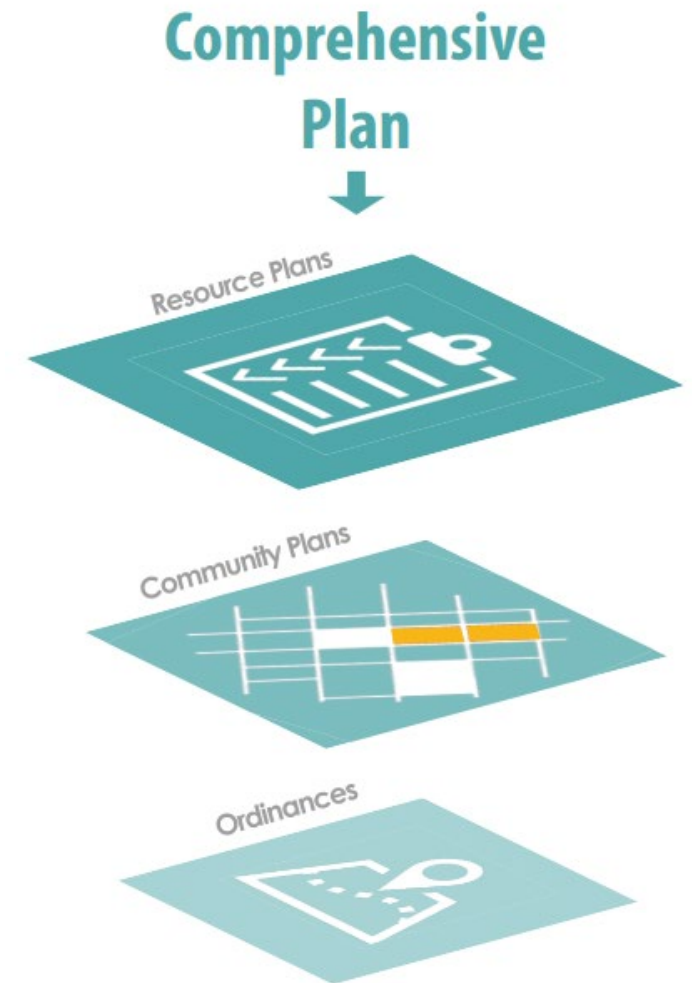 Comprehensive
Plan
Resource Plans
Community Plans
Ordinances